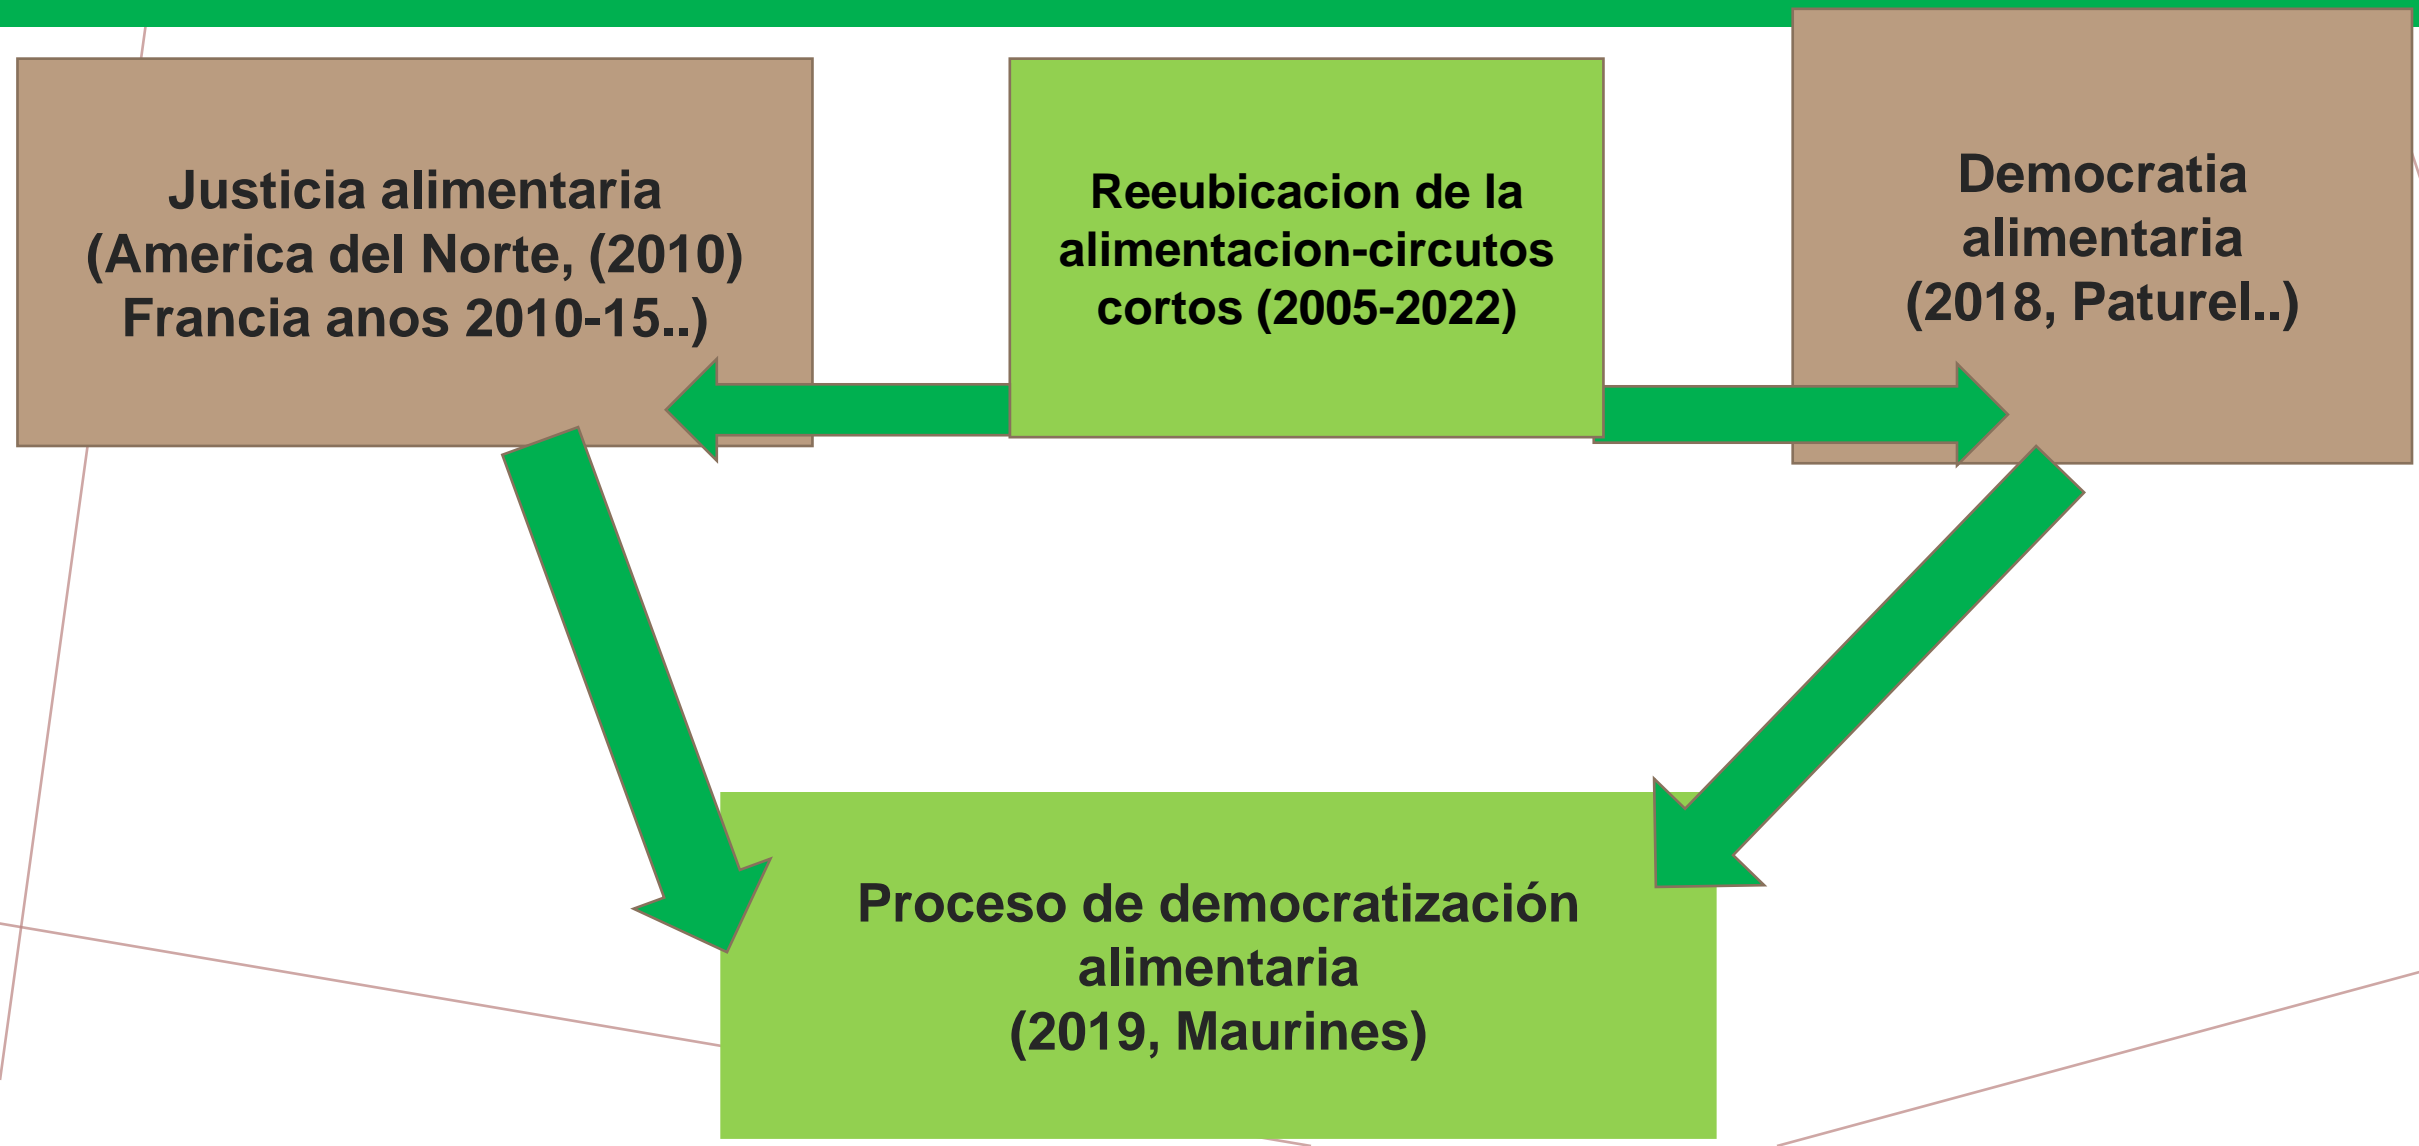 Justicia alimentaria
(America del Norte, (2010)
Francia anos 2010-15..)
Reeubicacion de la
alimentacion-circutos
cortos (2005-2022)
Democratia
alimentaria
(2018, Paturel..)
Proceso de democratización
alimentaria
(2019, Maurines)